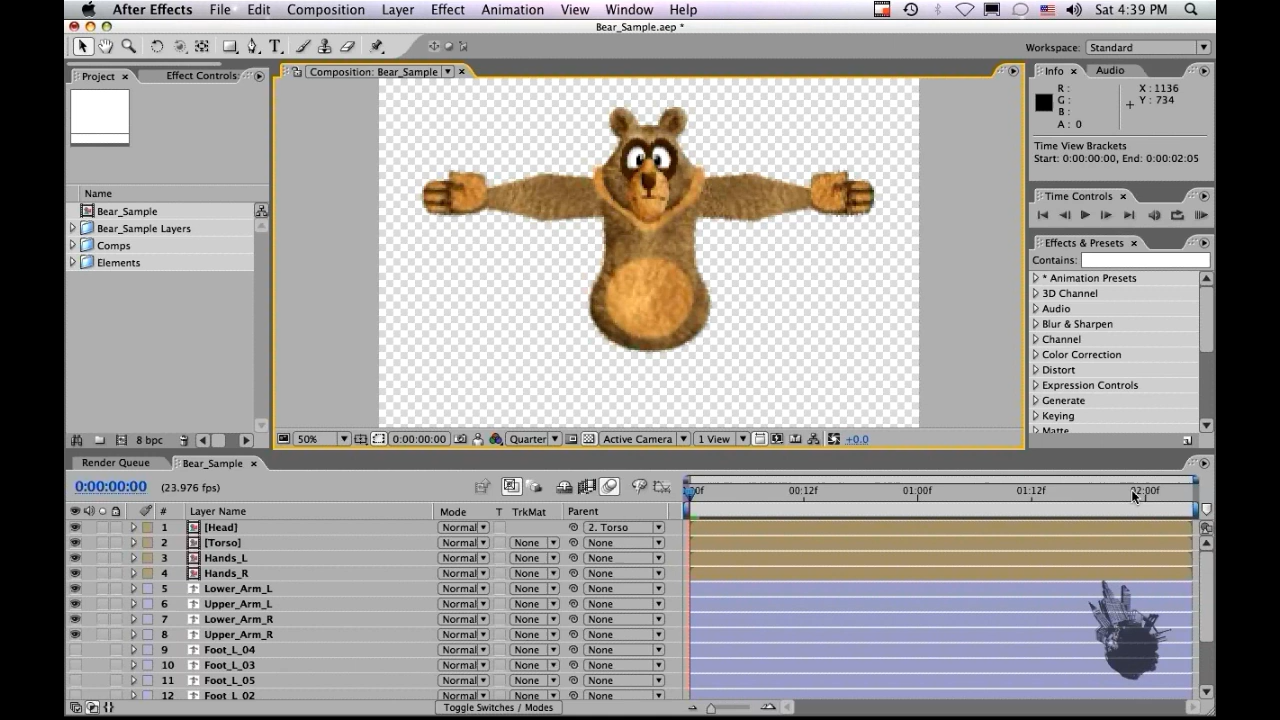 After Effects File Edit Composition Layer Effect Animation View Window Help Sat 4:39 PM
Bear_Sample.aep *
Workspace: Standard
Project × Effect Controls: Composition: Bear_Sample × Info × Audio
R : X : 1136
G : Y : 734
B :
A : 0
Time View Brackets
Start: 0:00:00:00, End: 0:00:02:05
Name
Bear_Sample
Bear_Sample Layers
Comps
Elements
Time Controls ×
Effects & Presets ×
Contains:
* Animation Presets
3D Channel
Audio
Blur & Sharpen
Channel
Color Correction
Distort
Expression Controls
Generate
Keying
Matte
8 bpc 50% 0:00:00:00 Quarter Active Camera 1 View +0.0
Render Queue Bear_Sample ×
0:00:00:00 (23.976 fps)
00:12f 01:00f 01:12f 02:00f
# Layer Name Mode T TrkMat Parent
1 [Head] Normal 2. Torso
2 [Torso] Normal None None
3 Hands_L Normal None None
4 Hands_R Normal None None
5 Lower_Arm_L Normal None None
6 Upper_Arm_L Normal None None
7 Lower_Arm_R Normal None None
8 Upper_Arm_R Normal None None
9 Foot_L_04 Normal None None
10 Foot_L_03 Normal None None
11 Foot_L_05 Normal None None
12 Foot_L_02 Normal None None
Toggle Switches / Modes